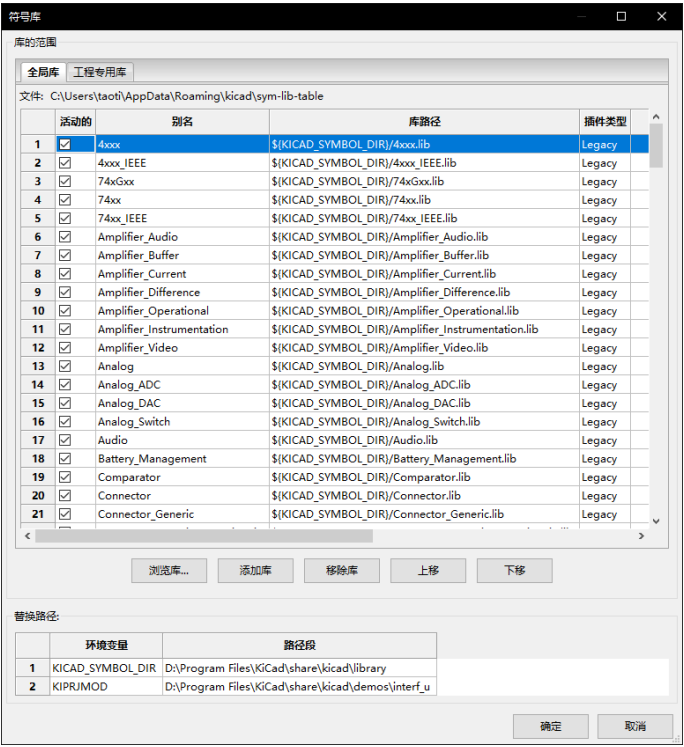 符号库
库的范围
全局库 工程专用库
文件: C:\Users\taoti\AppData\Roaming\kicad\sym-lib-table
活动的 别名 库路径 插件类型
1 4xxx ${KICAD_SYMBOL_DIR}/4xxx.lib Legacy
2 4xxx_IEEE ${KICAD_SYMBOL_DIR}/4xxx_IEEE.lib Legacy
3 74xGxx ${KICAD_SYMBOL_DIR}/74xGxx.lib Legacy
4 74xx ${KICAD_SYMBOL_DIR}/74xx.lib Legacy
5 74xx_IEEE ${KICAD_SYMBOL_DIR}/74xx_IEEE.lib Legacy
6 Amplifier_Audio ${KICAD_SYMBOL_DIR}/Amplifier_Audio.lib Legacy
7 Amplifier_Buffer ${KICAD_SYMBOL_DIR}/Amplifier_Buffer.lib Legacy
8 Amplifier_Current ${KICAD_SYMBOL_DIR}/Amplifier_Current.lib Legacy
9 Amplifier_Difference ${KICAD_SYMBOL_DIR}/Amplifier_Difference.lib Legacy
10 Amplifier_Operational ${KICAD_SYMBOL_DIR}/Amplifier_Operational.lib Legacy
11 Amplifier_Instrumentation ${KICAD_SYMBOL_DIR}/Amplifier_Instrumentation.lib Legacy
12 Amplifier_Video ${KICAD_SYMBOL_DIR}/Amplifier_Video.lib Legacy
13 Analog ${KICAD_SYMBOL_DIR}/Analog.lib Legacy
14 Analog_ADC ${KICAD_SYMBOL_DIR}/Analog_ADC.lib Legacy
15 Analog_DAC ${KICAD_SYMBOL_DIR}/Analog_DAC.lib Legacy
16 Analog_Switch ${KICAD_SYMBOL_DIR}/Analog_Switch.lib Legacy
17 Audio ${KICAD_SYMBOL_DIR}/Audio.lib Legacy
18 Battery_Management ${KICAD_SYMBOL_DIR}/Battery_Management.lib Legacy
19 Comparator ${KICAD_SYMBOL_DIR}/Comparator.lib Legacy
20 Connector ${KICAD_SYMBOL_DIR}/Connector.lib Legacy
21 Connector_Generic ${KICAD_SYMBOL_DIR}/Connector_Generic.lib Legacy
浏览库... 添加库 移除库 上移 下移
替换路径:
环境变量 路径段
1 KICAD_SYMBOL_DIR D:\Program Files\KiCad\share\kicad\library
2 KIPRJMOD D:\Program Files\KiCad\share\kicad\demos\interf_u
确定 取消